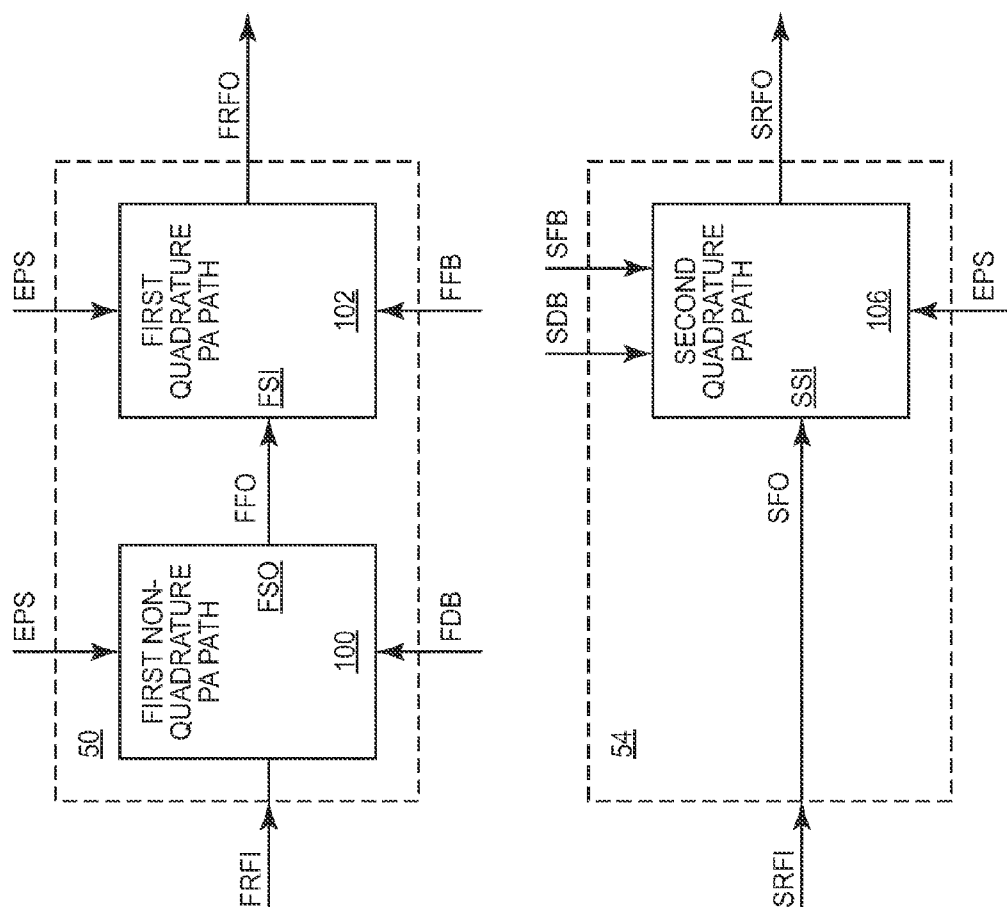 EPS
EPS
50
FIRST NON-
QUADRATURE
PA PATH
FSO
100
FIRST
QUADRATURE
PA PATH
FSI
102
FRFI
FFO
FRFO
FDB
FFB
SDB
SFB
54
SECOND
QUADRATURE
PA PATH
SSI
106
SRFI
SFO
SRFO
EPS